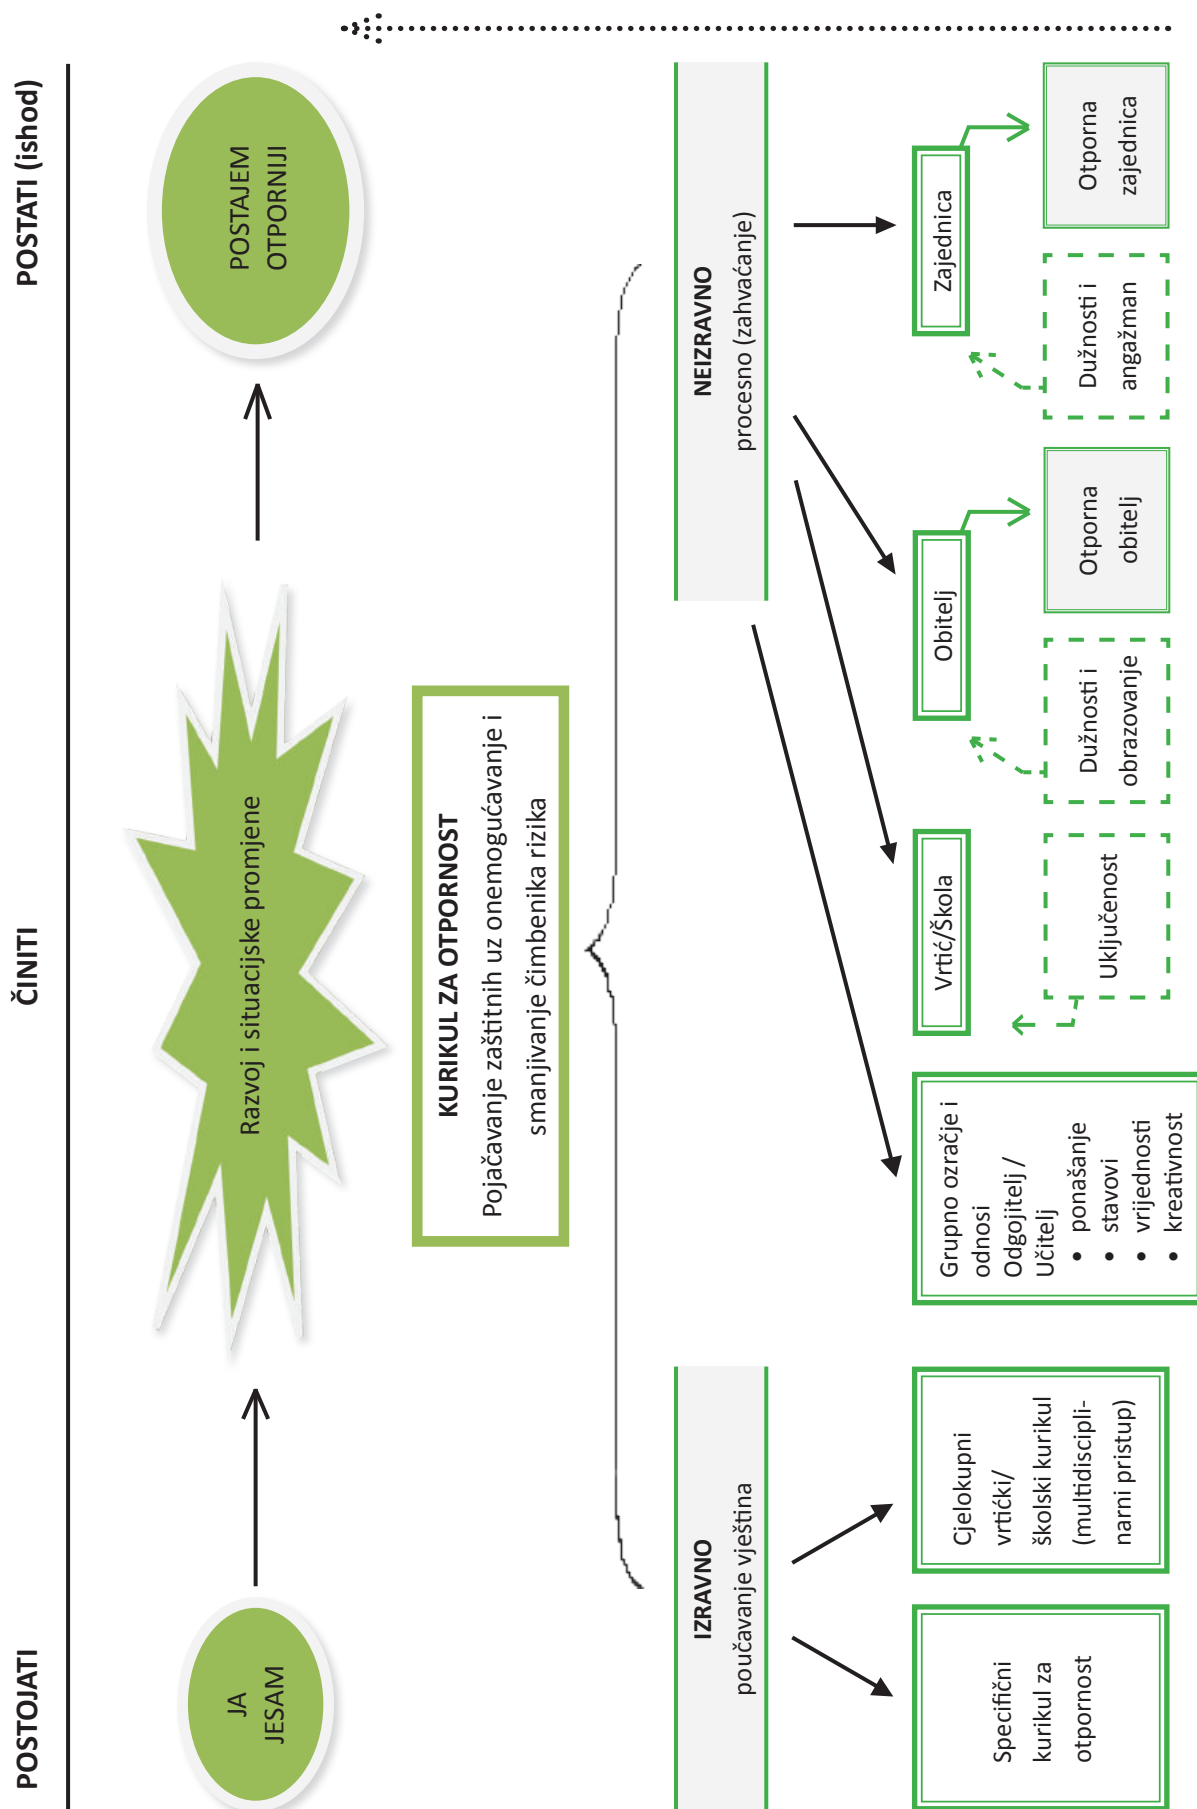 POSTOJATI
ČINITI
POSTATI (ishod)
JA
JESAM
Razvoj i situacijske promjene
POSTAJEM
OTPORNIJI
KURIKUL ZA OTPORNOST
Pojačavanje zaštitnih uz onemogućavanje i
smanjivanje čimbenika rizika
IZRAVNO
poučavanje vještina
NEIZRAVNO
procesno (zahvaćanje)
Specifični
kurikul za
otpornost
Cjelokupni
vrtićki/
školski kurikul
(multidiscipli-
narni pristup)
Grupno ozračje i
odnosi
Odgojitelj /
Učitelj
• ponašanje
• stavovi
• vrijednosti
• kreativnost
Vrtić/Škola
Uključenost
Obitelj
Dužnosti i
obrazovanje
Otporna
obitelj
Zajednica
Dužnosti i
angažman
Otporna
zajednica